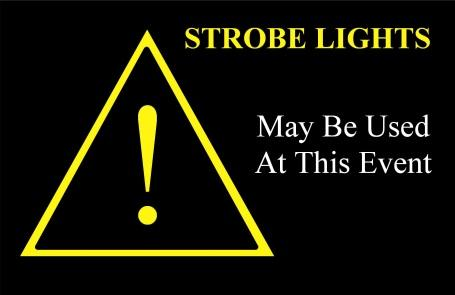 STROBE LIGHTS
May Be Used
At This Event